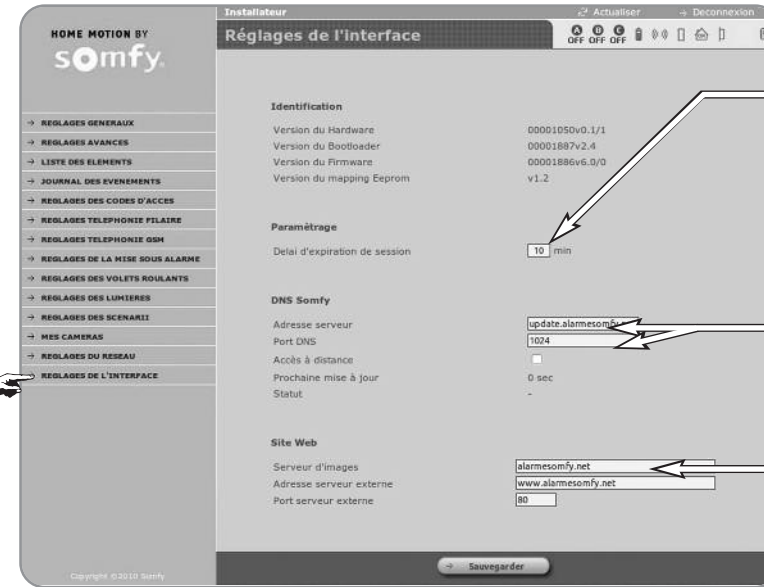 Installateur
Actualiser
Deconnexion
HOME MOTION BY
somfy.
Réglages de l'interface
A B C
OFF OFF OFF
REGLAGES GENERAUX
REGLAGES AVANCES
LISTE DES ELEMENTS
JOURNAL DES EVENEMENTS
REGLAGES DES CODES D'ACCES
REGLAGES TELEPHONIE FILAIRE
REGLAGES TELEPHONIE GSM
REGLAGES DE LA MISE SOUS ALARME
REGLAGES DES VOLETS ROULANTS
REGLAGES DES LUMIERES
REGLAGES DES SCENARII
MES CAMERAS
REGLAGES DU RESEAU
REGLAGES DE L'INTERFACE
Identification
Version du Hardware 00001050v0.1/1
Version du Bootloader 00001887v2.4
Version du Firmware 00001886v6.0/0
Version du mapping Eeprom v1.2
Paramètrage
Delai d'expiration de session 10 min
DNS Somfy
Adresse serveur update.alarmesomfy
Port DNS 1024
Accès à distance
Prochaine mise à jour 0 sec
Statut -
Site Web
Serveur d'images alarmesomfy.net
Adresse serveur externe www.alarmesomfy.net
Port serveur externe 80
Sauvegarder
Copyright ©2010 Somfy